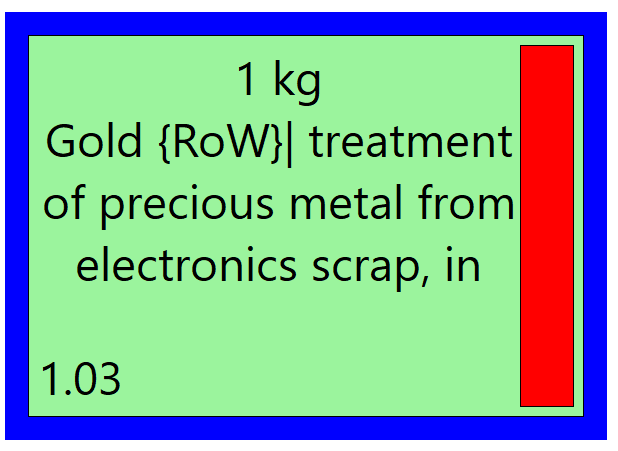 1 kg
Gold {RoW}| treatment
of precious metal from
electronics scrap, in
1.03